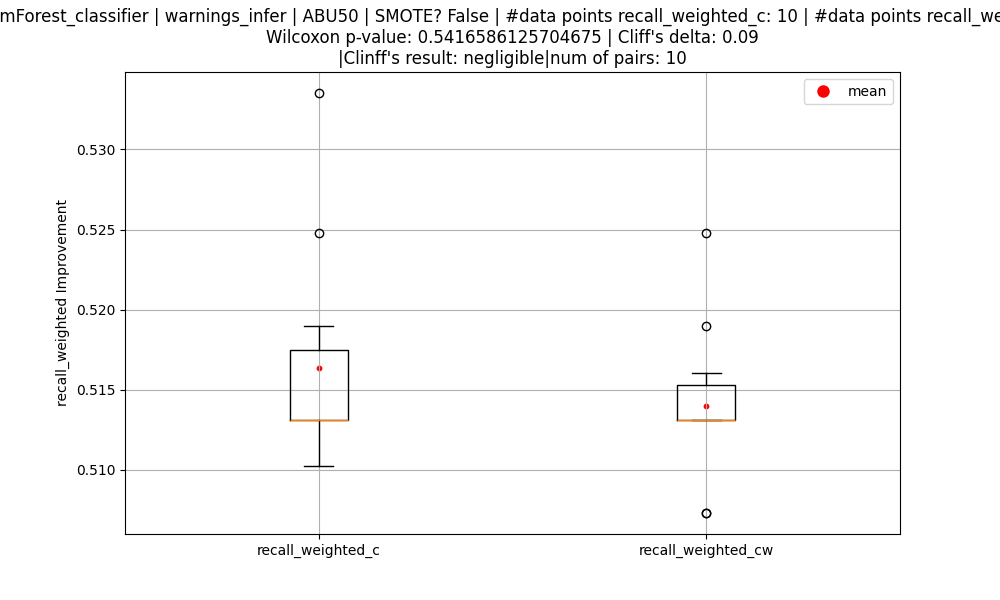 mForest_classifier | warnings_infer | ABU50 | SMOTE? False | #data points recall_weighted_c: 10 | #data points recall_we
Wilcoxon p-value: 0.5416586125704675 | Cliff's delta: 0.09
|Clinff's result: negligible|num of pairs: 10
mean
0.530
0.525
0.520
0.515
0.510
recall_weighted Improvement
recall_weighted_c
recall_weighted_cw